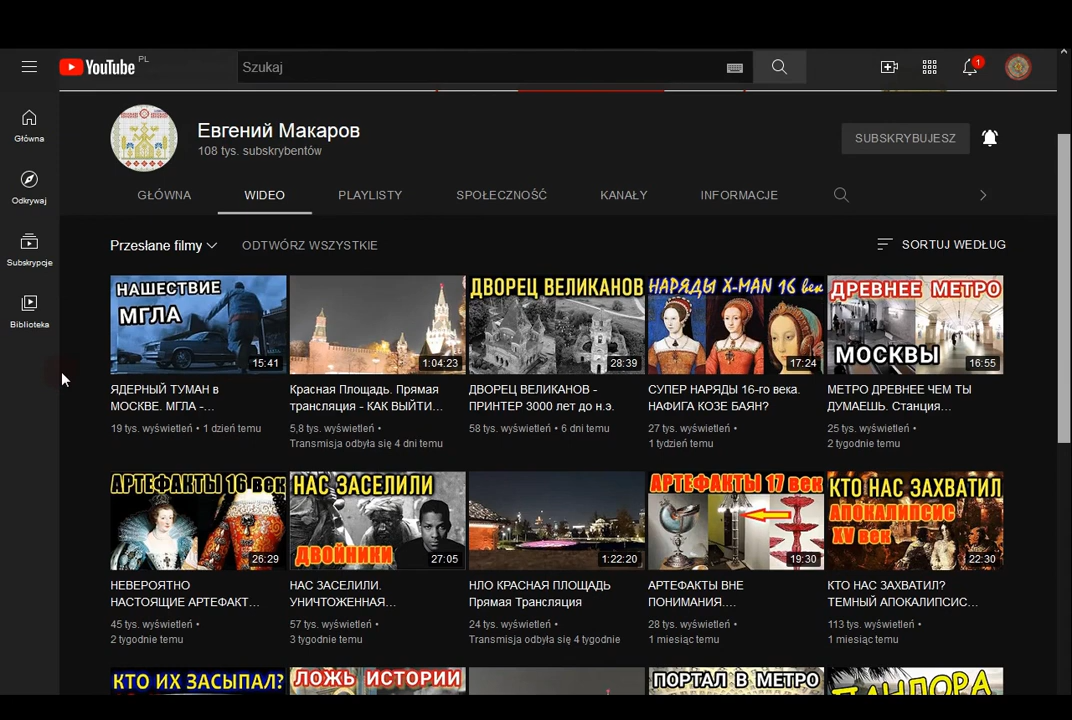 YouTube PL
Szukaj
1
Główna
Odkrywaj
Subskrypcje
Biblioteka
Евгений Макаров
108 tys. subskrybentów
SUBSKRYBUJESZ
GŁÓWNA WIDEO PLAYLISTY SPOŁECZNOŚĆ KANAŁY INFORMACJE
Przesłane filmy ODTWÓRZ WSZYSTKIE SORTUJ WEDŁUG
НАШЕСТВИЕ
МГЛА
15:41
ЯДЕРНЫЙ ТУМАН в
МОСКВЕ. МГЛА -...
19 tys. wyświetleń • 1 dzień temu
1:04:23
Красная Площадь. Прямая
трансляция - КАК ВЫЙТИ...
5,8 tys. wyświetleń •
Transmisja odbyła się 4 dni temu
ДВОРЕЦ ВЕЛИКАНОВ
28:39
ДВОРЕЦ ВЕЛИКАНОВ -
ПРИНТЕР 3000 лет до н.э.
58 tys. wyświetleń • 6 dni temu
НАРЯДЫ X-MAN 16 век
17:24
СУПЕР НАРЯДЫ 16-го века.
НАФИГА КОЗЕ БАЯН?
27 tys. wyświetleń •
1 tydzień temu
ДРЕВНЕЕ МЕТРО
МОСКВЫ
16:55
МЕТРО ДРЕВНЕЕ ЧЕМ ТЫ
ДУМАЕШЬ. Станция...
25 tys. wyświetleń •
2 tygodnie temu
АРТЕФАКТЫ 16 век
26:29
НЕВЕРОЯТНО
НАСТОЯЩИЕ АРТЕФАКТ...
45 tys. wyświetleń •
2 tygodnie temu
НАС ЗАСЕЛИЛИ
ДВОЙНИКИ
27:05
НАС ЗАСЕЛИЛИ.
УНИЧТОЖЕННАЯ...
57 tys. wyświetleń •
3 tygodnie temu
1:22:20
НЛО КРАСНАЯ ПЛОЩАДЬ
Прямая Трансляция
24 tys. wyświetleń •
Transmisja odbyła się 4 tygodnie
АРТЕФАКТЫ 17 век
19:30
АРТЕФАКТЫ ВНЕ
ПОНИМАНИЯ....
28 tys. wyświetleń •
1 miesiąc temu
КТО НАС ЗАХВАТИЛ
АПОКАЛИПСИС
XV век
22:30
КТО НАС ЗАХВАТИЛ?
ТЕМНЫЙ АПОКАЛИПСИС...
113 tys. wyświetleń •
1 miesiąc temu
КТО ИХ ЗАСЫПАЛ?
ЛОЖЬ ИСТОРИИ
ПОРТАЛ В МЕТРО
ПАНДОРА